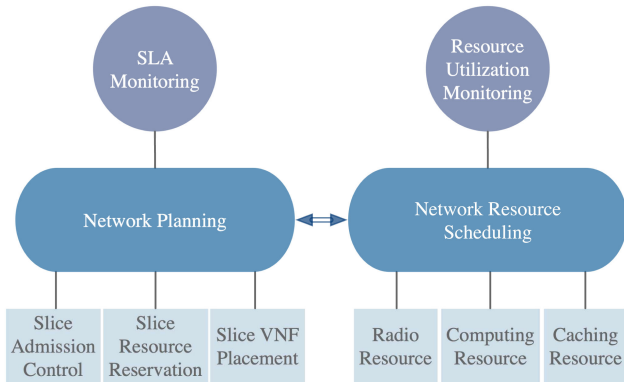 SLA
Monitoring
Resource
Utilization
Monitoring
Network Planning
Network Resource
Scheduling
Slice
Admission
Control
Slice
Resource
Reservation
Slice VNF
Placement
Radio
Resource
Computing
Resource
Caching
Resource